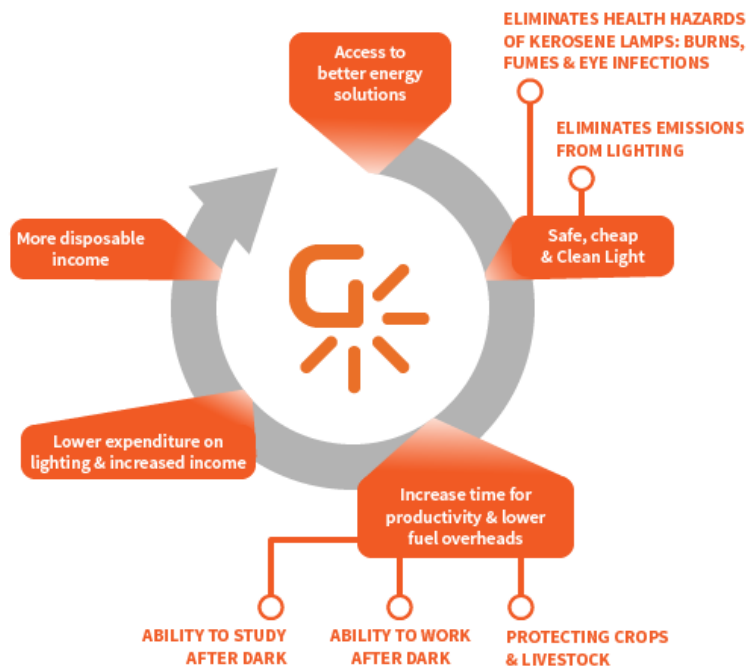 ELIMINATES HEALTH HAZARDS
OF KEROSENE LAMPS: BURNS,
FUMES & EYE INFECTIONS
Access to
better energy
solutions
ELIMINATES EMISSIONS
FROM LIGHTING
Safe, cheap
& Clean Light
More disposable
income
G
Lower expenditure on
lighting & increased income
Increase time for
productivity & lower
fuel overheads
ABILITY TO STUDY
AFTER DARK
ABILITY TO WORK
AFTER DARK
PROTECTING CROPS
& LIVESTOCK